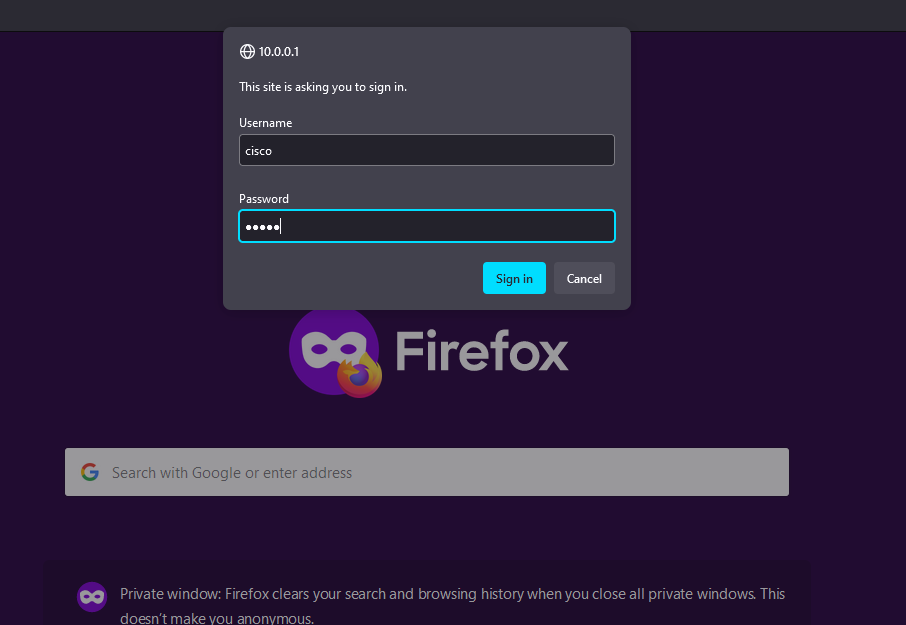 10.0.0.1
This site is asking you to sign in.
Username
cisco
Password
•••••
Sign in Cancel
Firefox
Search with Google or enter address
Private window: Firefox clears your search and browsing history when you close all private windows. This
doesn't make you anonymous.